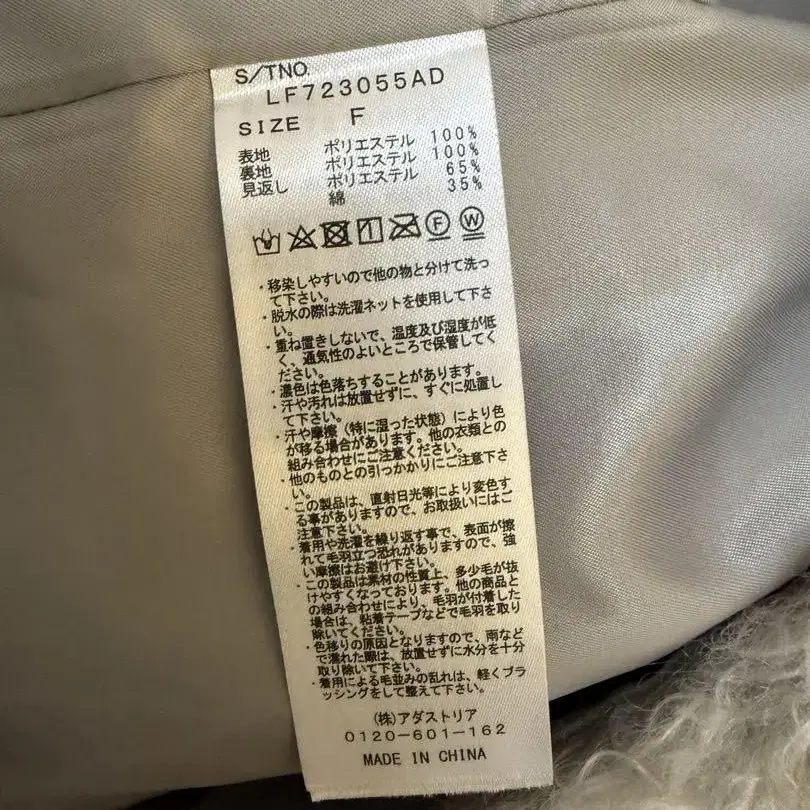 S/TNO.
LF723055AD
SIZE F
表地 ポリエステル 100%
裏地 ポリエステル 100%
見返し ポリエステル 65%
綿 35%
F W
・移染しやすいので他の物と分けて洗っ
て下さい。
・脱水の際は洗濯ネットを使用して下さ
い。
・重ね置きしないで、温度及び湿度が低
く、通気性のよいところで保管してく
ださい。
・濃色は色落ちすることがあります。
・汗や汚れは放置せずに、すぐに処置し
て下さい。
・汗や摩擦（特に湿った状態）により色
が移る場合があります。他の衣類との
組み合わせにご注意ください。
・他のものとの引っかかりにご注意下さ
い。
・この製品は、直射日光等により変色す
る事がありますので、お取扱いにはご
注意下さい。
・着用や洗濯を繰り返す事で、表面が擦
れて毛羽立つ恐れがありますので、強
い摩擦はお避け下さい。
・この製品は素材の性質上、多少毛が抜
けやすくなっております。他の商品と
の組み合わせにより、毛羽が付着した
場合は、粘着テープなどで毛羽を取り
除いてください。
・色移りの原因となりますので、雨など
で濡れた際は、放置せずに水分を十分
取り除いて下さい。
・着用による毛並みの乱れは、軽くブラ
ッシングをして整えて下さい。
(株)アダストリア
0120-601-162
MADE IN CHINA